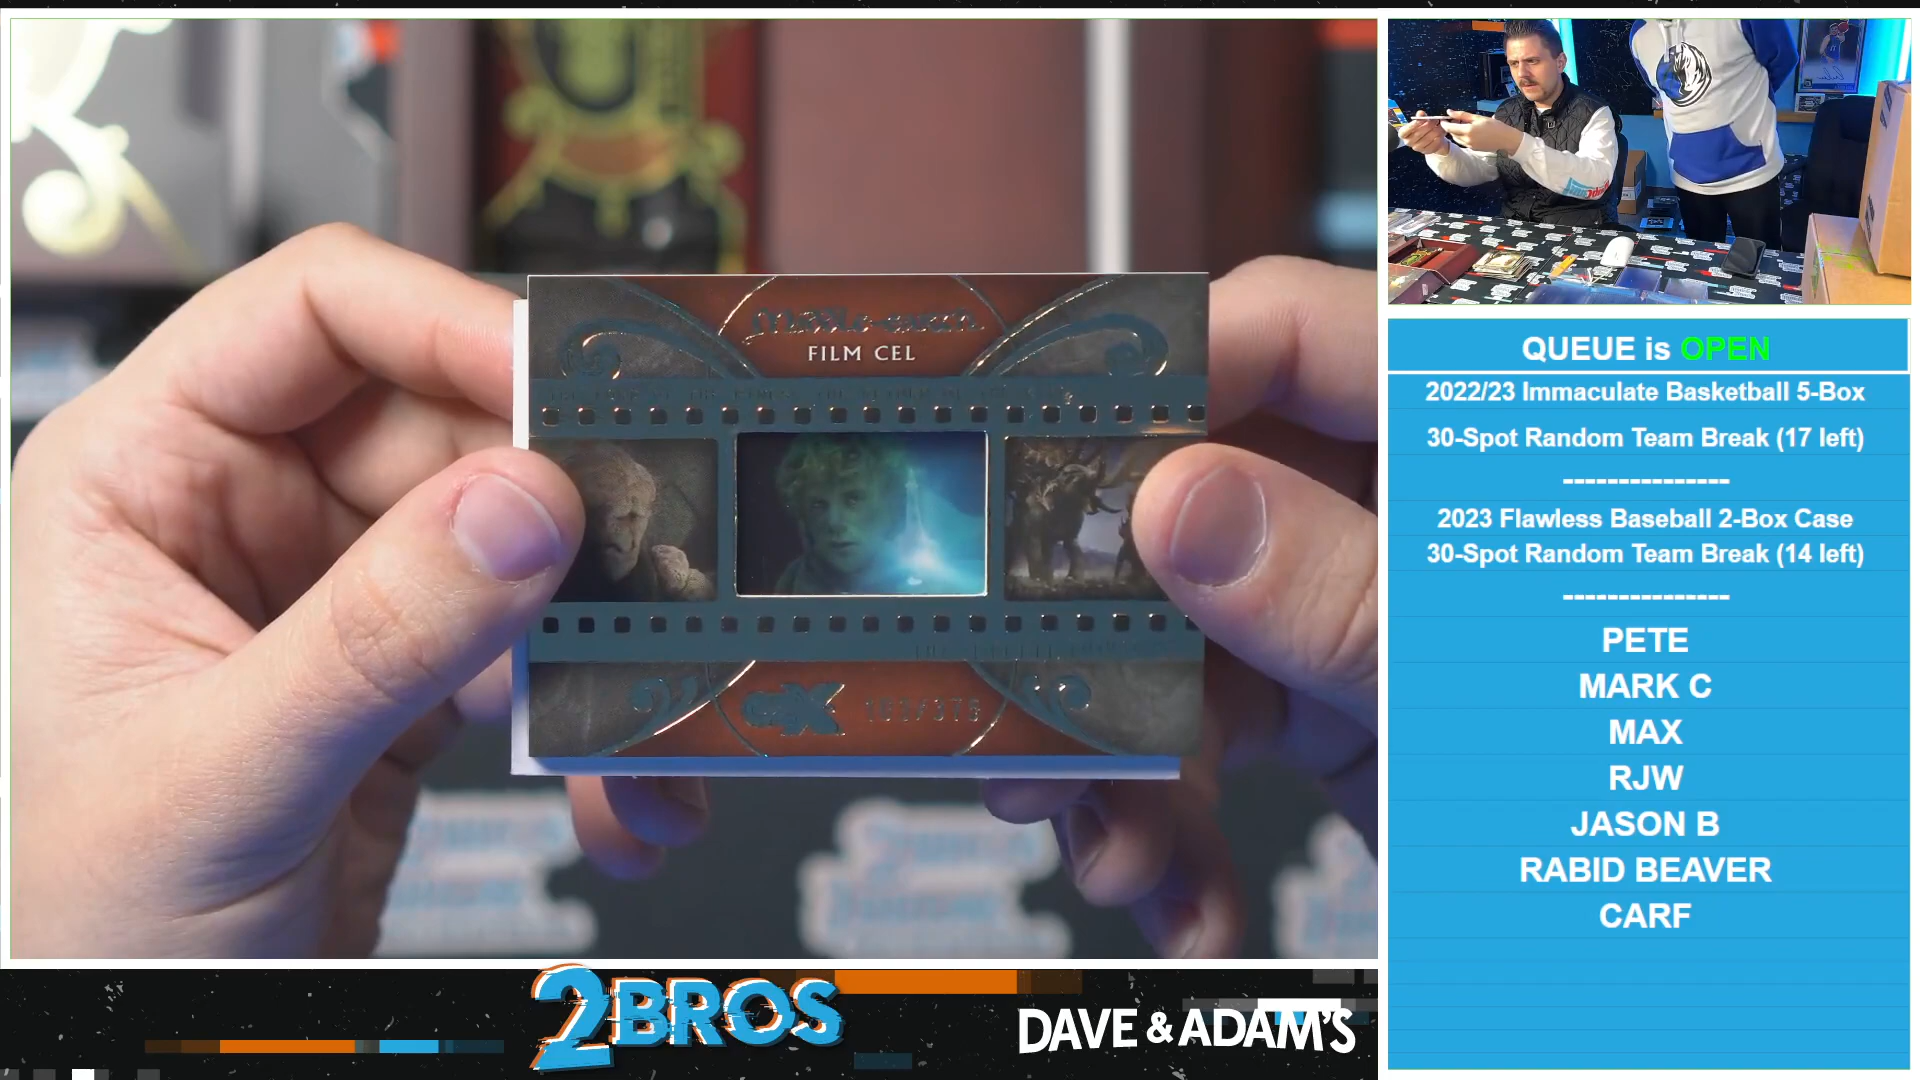 Middle-earth
FILM CEL
QUEUE is OPEN
2022/23 Immaculate Basketball 5-Box
30-Spot Random Team Break (17 left)
---------------
2023 Flawless Baseball 2-Box Case
30-Spot Random Team Break (14 left)
---------------
PETE
MARK C
MAX
RJW
JASON B
RABID BEAVER
CARF
2BROS
DAVE & ADAM'S